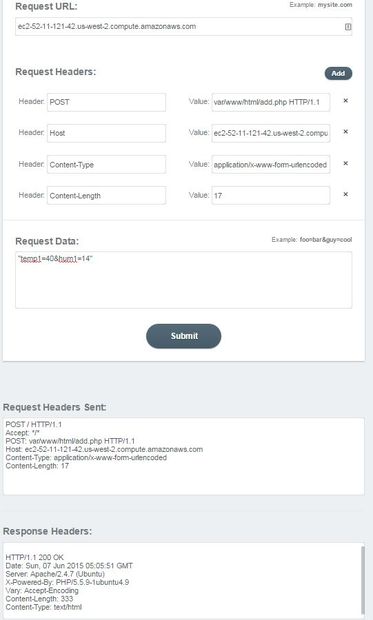 Request URL: Example: mysite.com
ec2-52-11-121-42.us-west-2.compute.amazonaws.com
Request Headers: Add
Header: POST Value: var/www/html/add.php HTTP/1.1 ×
Header: Host Value: ec2-52-11-121-42.us-west-2.compu ×
Header: Content-Type Value: application/x-www-form-urlencoded ×
Header: Content-Length Value: 17 ×
Request Data: Example: foo=bar&guy=cool
"temp1=40&hum1=14"
Submit
Request Headers Sent:
POST / HTTP/1.1
Accept: */*
POST: var/www/html/add.php HTTP/1.1
Host: ec2-52-11-121-42.us-west-2.compute.amazonaws.com
Content-Type: application/x-www-form-urlencoded
Content-Length: 17
Response Headers:
HTTP/1.1 200 OK
Date: Sun, 07 Jun 2015 05:05:51 GMT
Server: Apache/2.4.7 (Ubuntu)
X-Powered-By: PHP/5.5.9-1ubuntu4.9
Vary: Accept-Encoding
Content-Length: 333
Content-Type: text/html